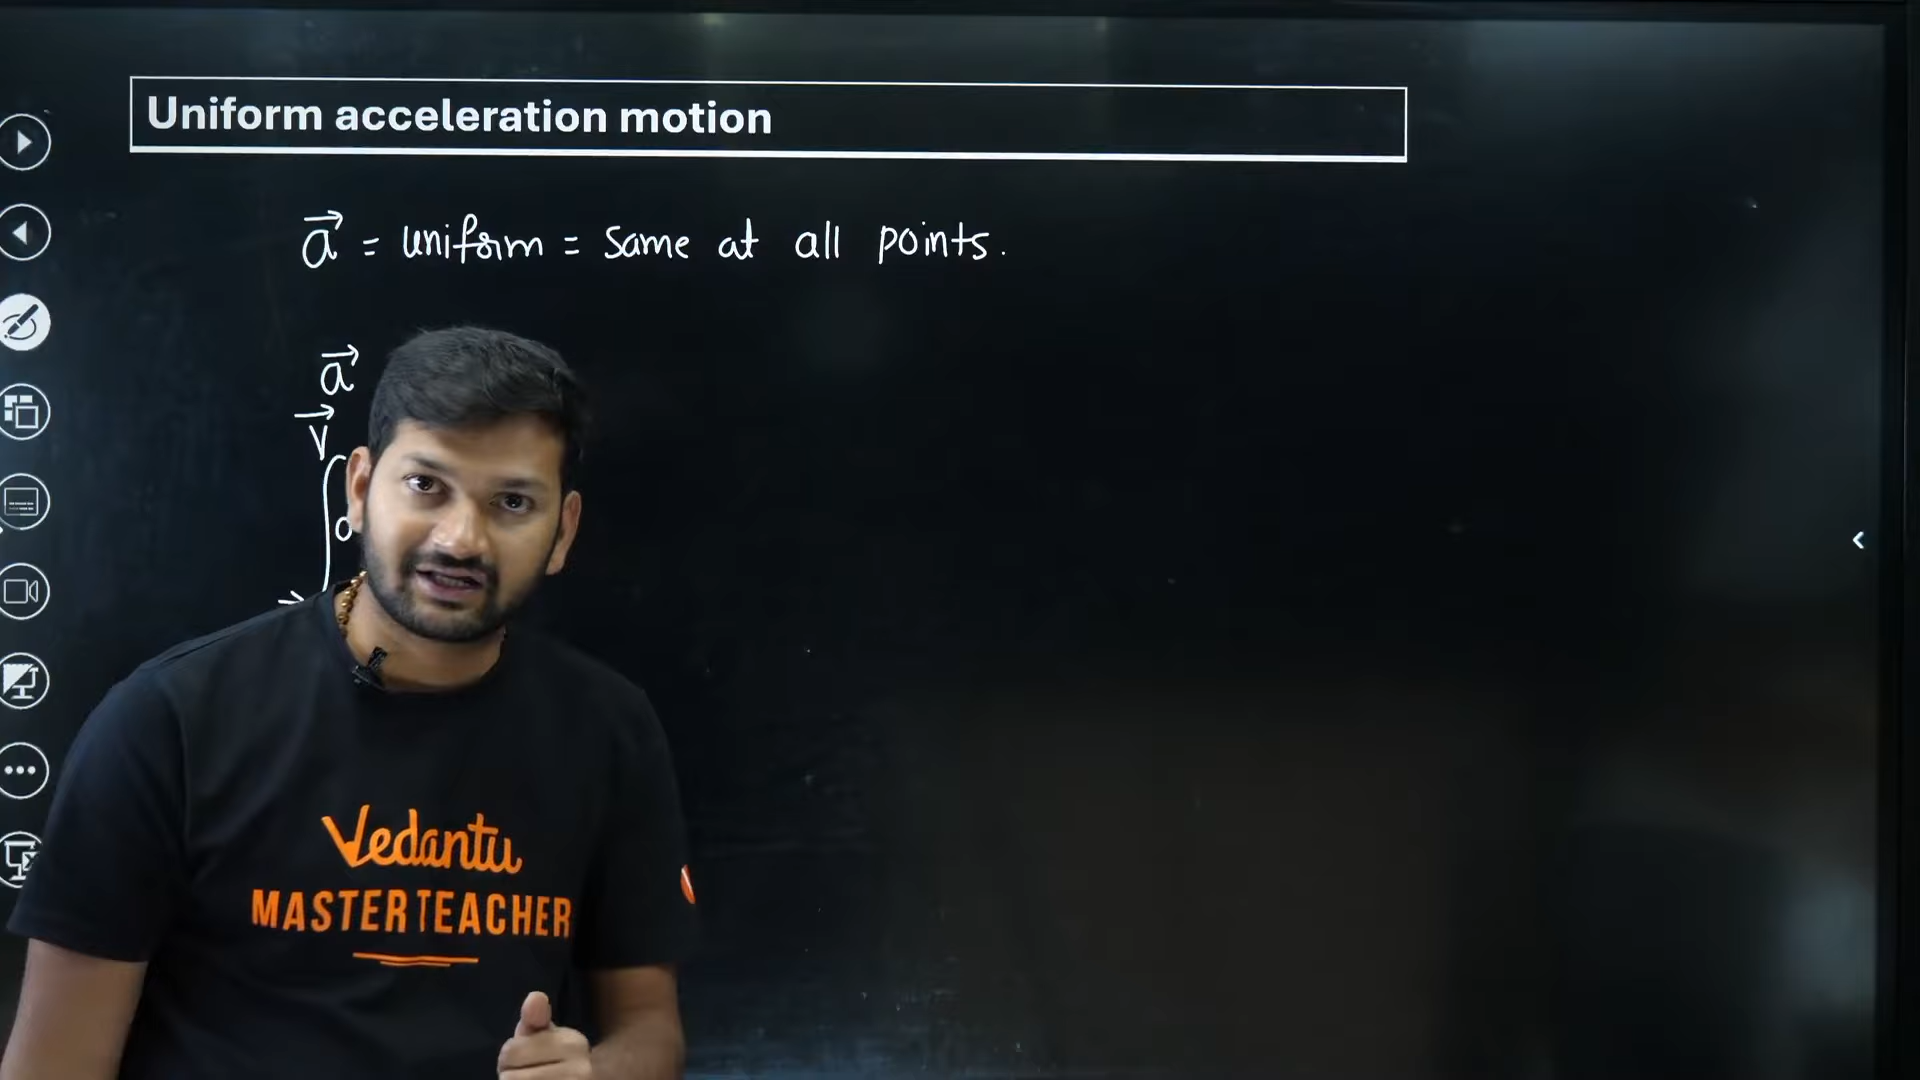 Uniform acceleration motion
a⃗ = uniform = same at all points.
a⃗
v⃗
Vedantu
MASTER TEACHER